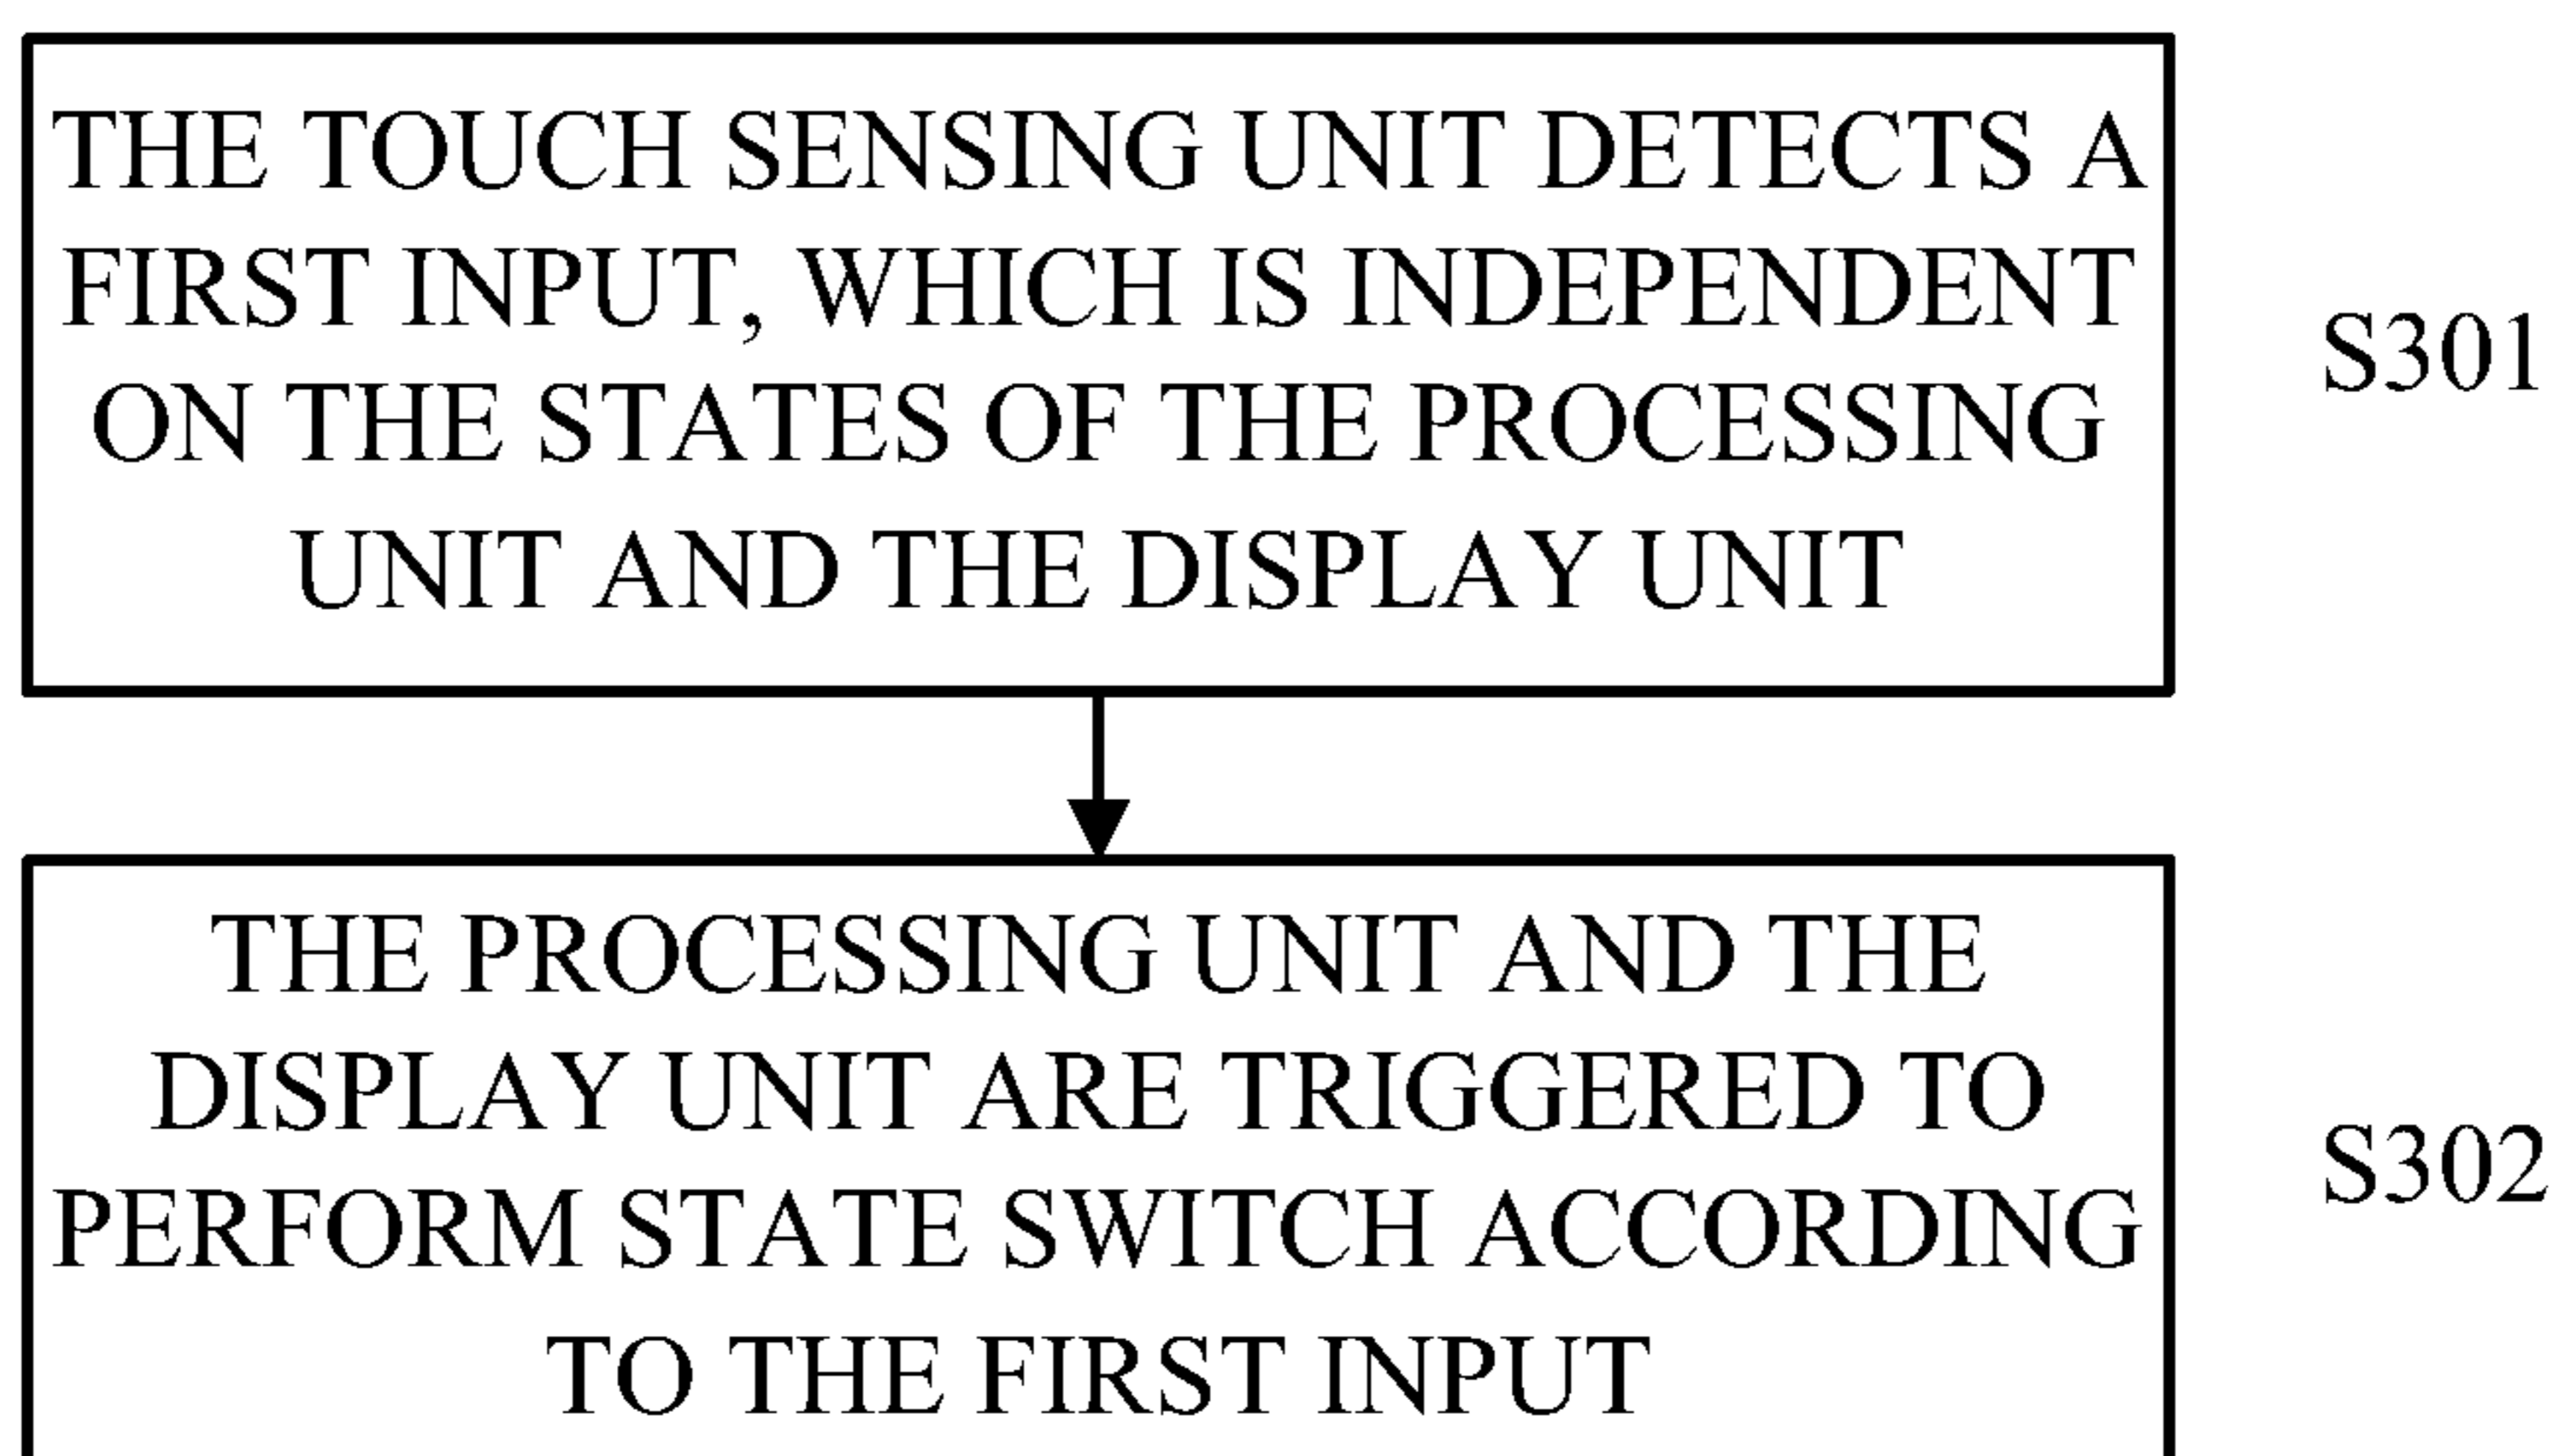 THE TOUCH SENSING UNIT DETECTS A
FIRST INPUT, WHICH IS INDEPENDENT
ON THE STATES OF THE PROCESSING
UNIT AND THE DISPLAY UNIT
S301
THE PROCESSING UNIT AND THE
DISPLAY UNIT ARE TRIGGERED TO
PERFORM STATE SWITCH ACCORDING
TO THE FIRST INPUT
S302